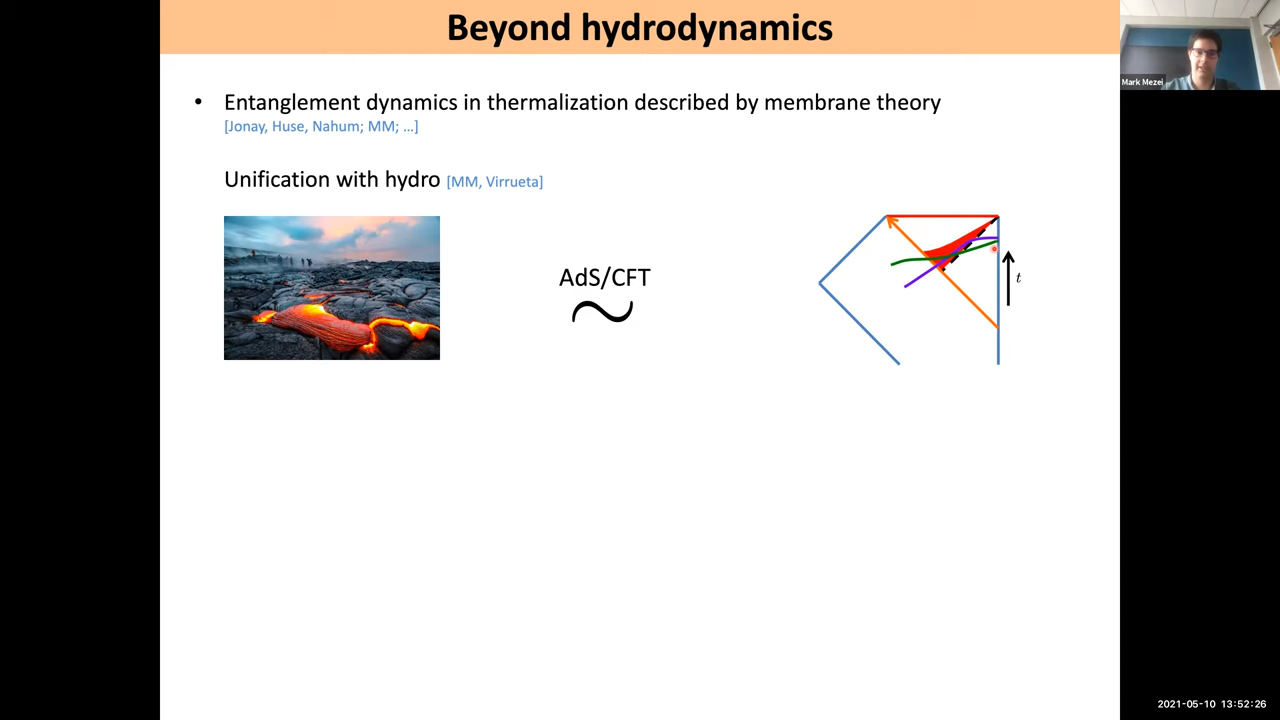 Beyond hydrodynamics
Mark Mezei
• Entanglement dynamics in thermalization described by membrane theory
[Jonay, Huse, Nahum; MM; …]
Unification with hydro [MM, Virrueta]
AdS/CFT
~
t
2021-05-10 13:52:26